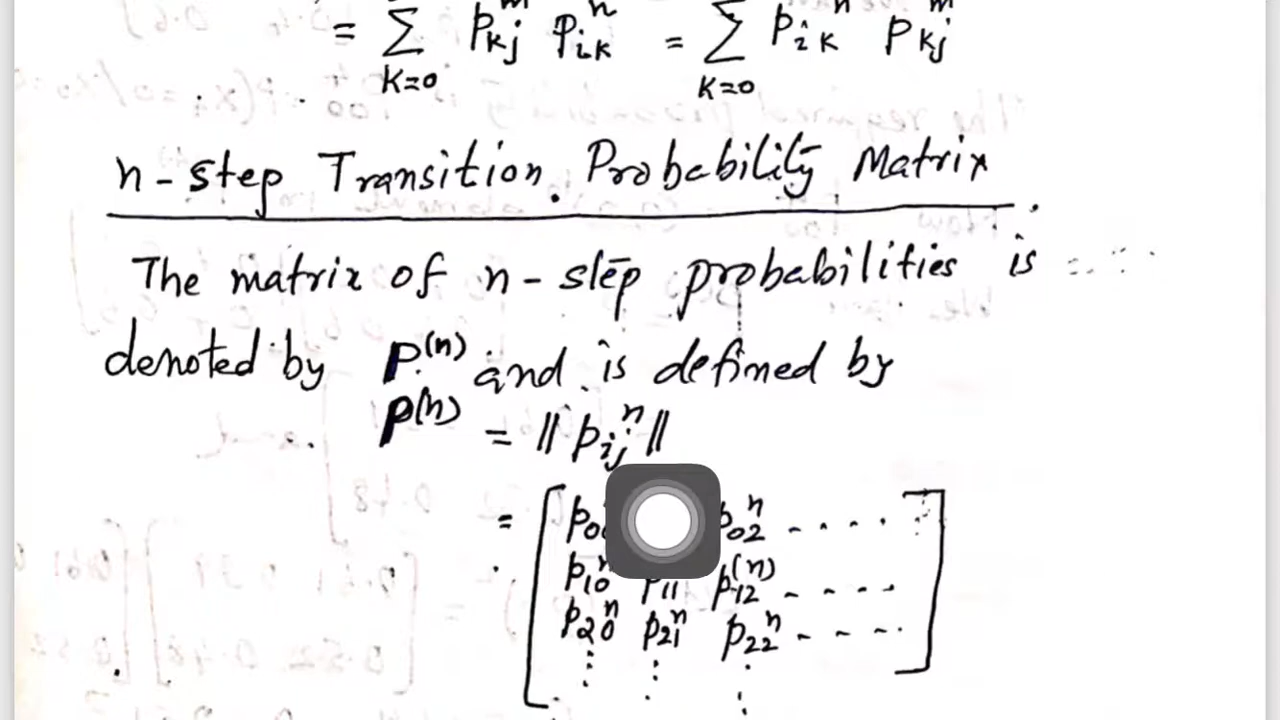 = Σ_{K=0} P_{kj}^m P_{ik}^n = Σ_{K=0} P_{ik}^n P_{kj}^m
n-step Transition Probability Matrix
The matrix of n-step probabilities is
denoted by P^(n) and is defined by
P^(n) = || p_{ij}^n ||
= [ p_{02}^n - - - -
p_{10}^n p_{11}^n p_{12}^(n) - - - -
p_{20}^n p_{21}^n p_{22}^n - - - - ]